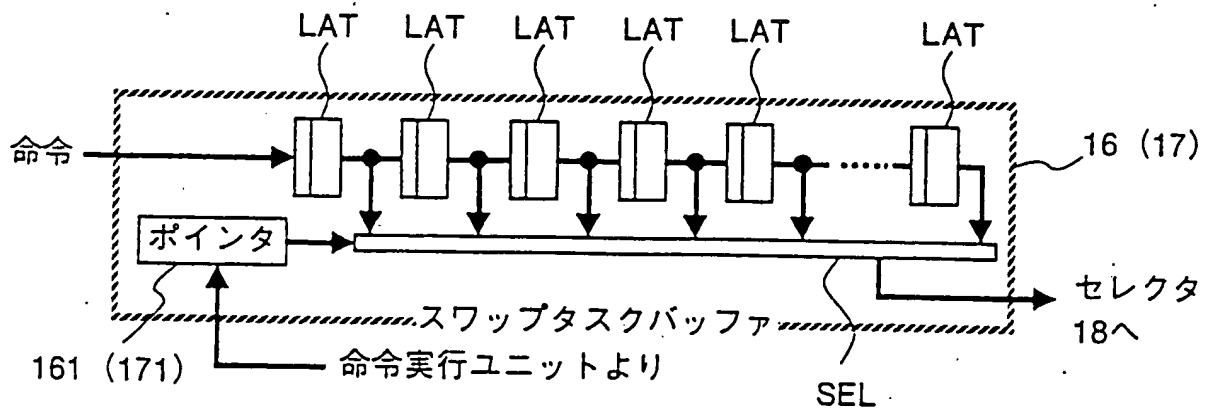 LAT
LAT
LAT
LAT
LAT
LAT
命令
16 (17)
ポインタ
セレクタ
18へ
スワップタスクバッファ
161 (171)
命令実行ユニットより
SEL